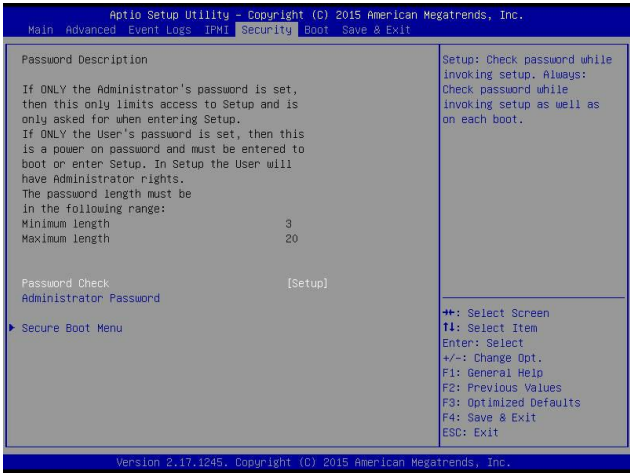 Aptio Setup Utility – Copyright (C) 2015 American Megatrends, Inc.
Main Advanced Event Logs IPMI Security Boot Save & Exit
Password Description
If ONLY the Administrator's password is set,
then this only limits access to Setup and is
only asked for when entering Setup.
If ONLY the User's password is set, then this
is a power on password and must be entered to
boot or enter Setup. In Setup the User will
have Administrator rights.
The password length must be
in the following range:
Minimum length 3
Maximum length 20
Password Check [Setup]
Administrator Password
Secure Boot Menu
Setup: Check password while
invoking setup. Always:
Check password while
invoking setup as well as
on each boot.
→←: Select Screen
↑↓: Select Item
Enter: Select
+/-: Change Opt.
F1: General Help
F2: Previous Values
F3: Optimized Defaults
F4: Save & Exit
ESC: Exit
Version 2.17.1245. Copyright (C) 2015 American Megatrends, Inc.